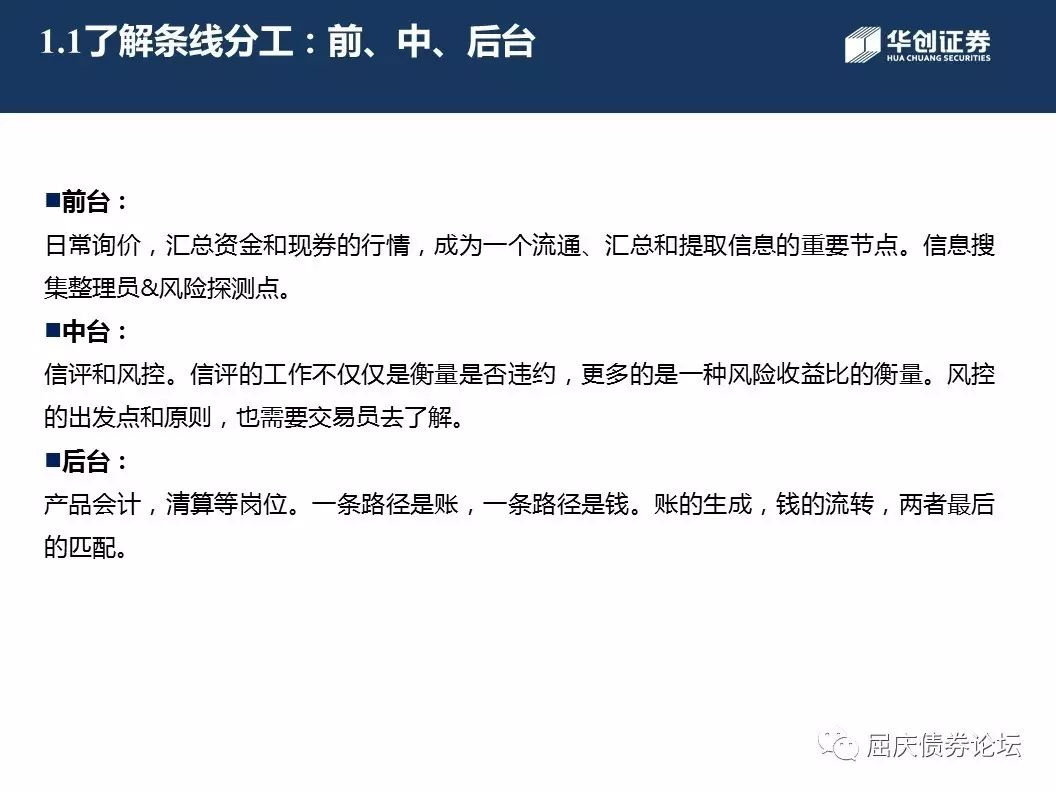 1.1了解条线分工：前、中、后台
华创证券
HUA CHUANG SECURITIES
■前台：
日常询价，汇总资金和现券的行情，成为一个流通、汇总和提取信息的重要节点。信息搜
集整理员&风险探测点。
■中台：
信评和风控。信评的工作不仅仅是衡量是否违约，更多的是一种风险收益比的衡量。风控
的出发点和原则，也需要交易员去了解。
■后台：
产品会计，清算等岗位。一条路径是账，一条路径是钱。账的生成，钱的流转，两者最后
的匹配。
屈庆债券论坛